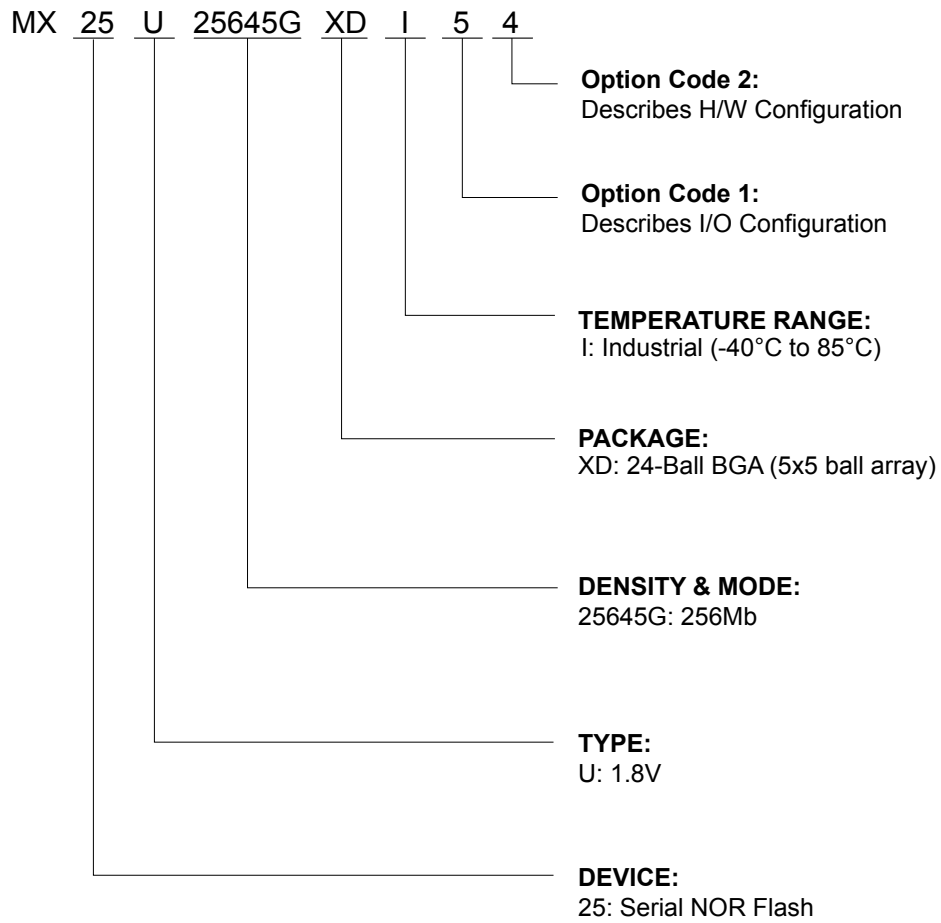 MX 25 U 25645G XD I 5 4
Option Code 2:
Describes H/W Configuration
Option Code 1:
Describes I/O Configuration
TEMPERATURE RANGE:
I: Industrial (-40°C to 85°C)
PACKAGE:
XD: 24-Ball BGA (5x5 ball array)
DENSITY & MODE:
25645G: 256Mb
TYPE:
U: 1.8V
DEVICE:
25: Serial NOR Flash